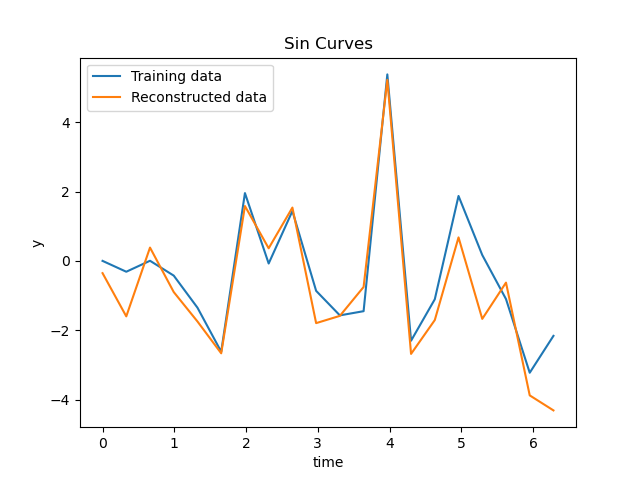 Sin Curves
Training data
Reconstructed data
y
4
2
0
−2
−4
0 1 2 3 4 5 6
time